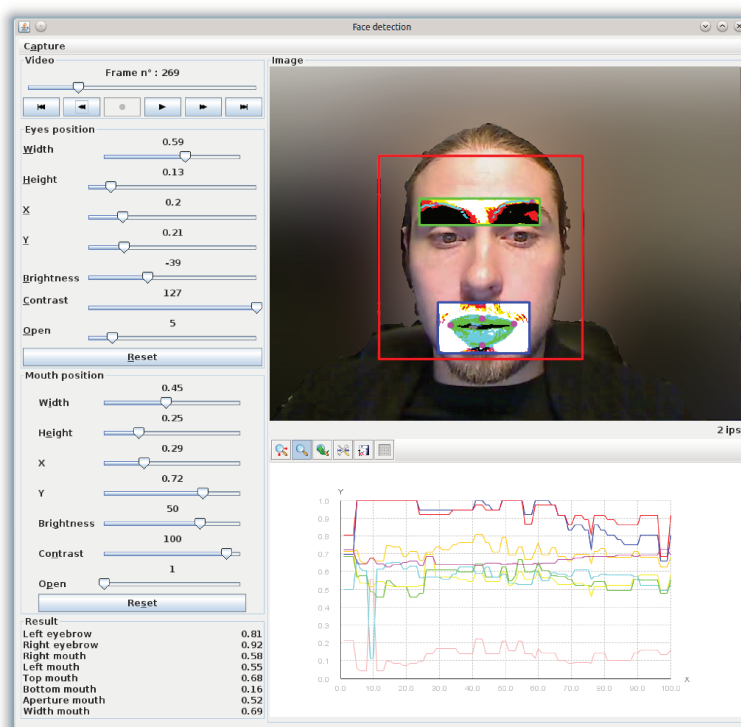 Face detection
Capture
Video
Frame n° : 269
Eyes position
0.59
Width
0.13
Height
0.2
X
0.21
Y
-39
Brightness
127
Contrast
5
Open
Reset
Mouth position
0.45
Width
0.25
Height
0.29
X
0.72
Y
50
Brightness
100
Contrast
1
Open
Reset
Result
Left eyebrow 0.81
Right eyebrow 0.92
Right mouth 0.58
Left mouth 0.55
Top mouth 0.68
Bottom mouth 0.16
Aperture mouth 0.52
Width mouth 0.69
Image
2 ips
Y
1.0
0.9
0.8
0.7
0.6
0.5
0.4
0.3
0.2
0.1
0.0
0.0 10.0 20.0 30.0 40.0 50.0 60.0 70.0 80.0 90.0 100.0
X